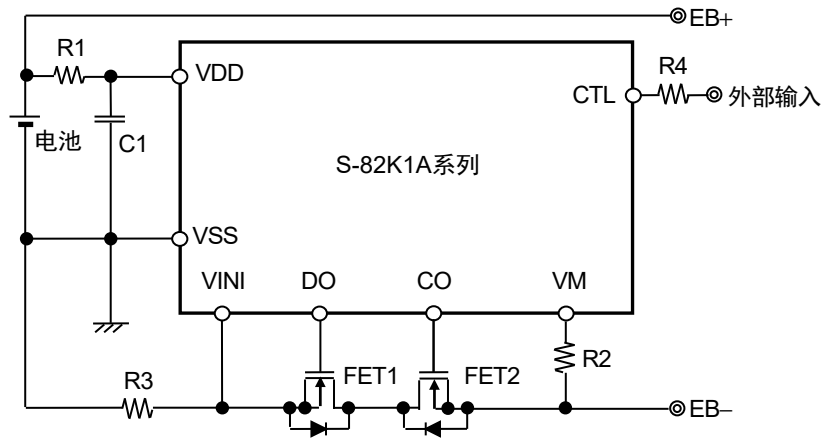 EB+
R1
VDD
R4
CTL
外部输入
电池
C1
S-82K1A系列
VSS
VINI
DO
CO
VM
FET1
FET2
R2
R3
EB−